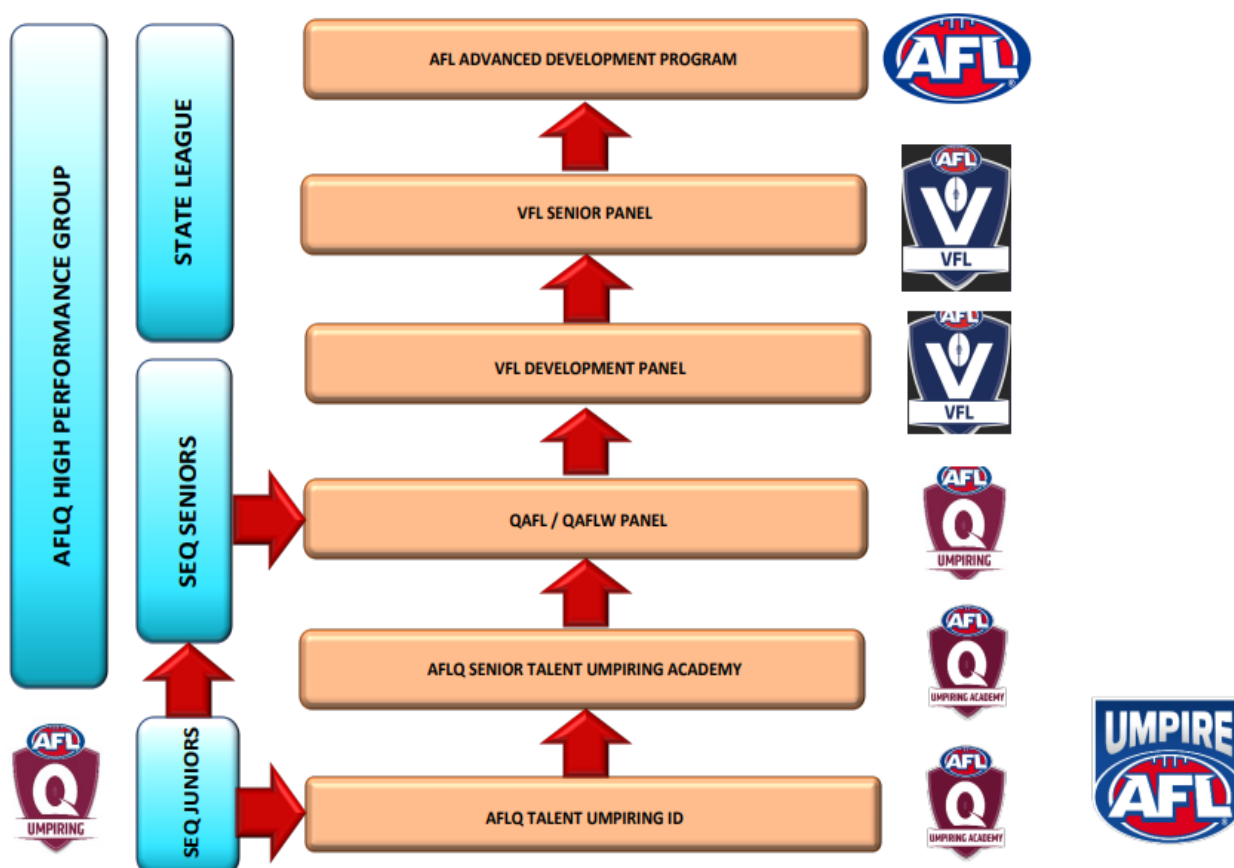 AFLQ HIGH PERFORMANCE GROUP
STATE LEAGUE
SEQ SENIORS
SEQ JUNIORS
AFL ADVANCED DEVELOPMENT PROGRAM
AFL
VFL SENIOR PANEL
AFL
V
VFL
VFL DEVELOPMENT PANEL
AFL
V
VFL
QAFL / QAFLW PANEL
AFL
Q
UMPIRING
AFLQ SENIOR TALENT UMPIRING ACADEMY
AFL
Q
UMPIRING ACADEMY
AFLQ TALENT UMPIRING ID
AFL
Q
UMPIRING ACADEMY
AFL
Q
UMPIRING
UMPIRE
AFL